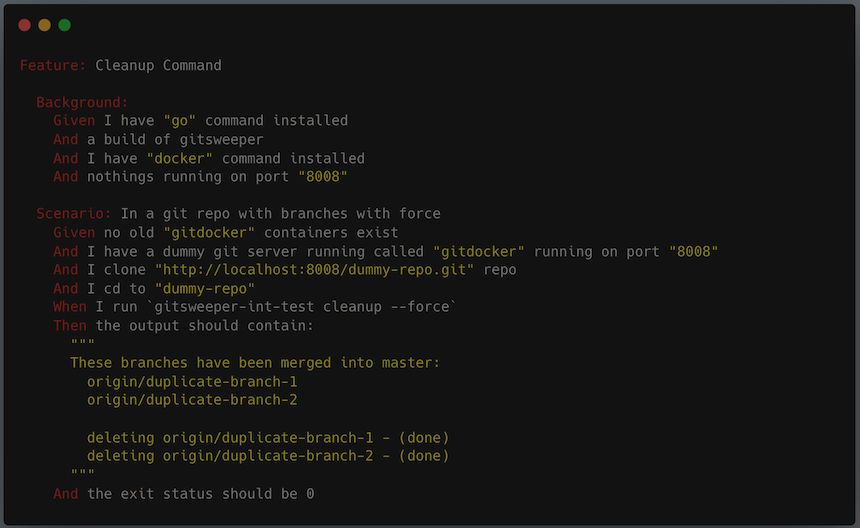 Feature: Cleanup Command
Background:
Given I have "go" command installed
And a build of gitsweeper
And I have "docker" command installed
And nothings running on port "8008"
Scenario: In a git repo with branches with force
Given no old "gitdocker" containers exist
And I have a dummy git server running called "gitdocker" running on port "8008"
And I clone "http://localhost:8008/dummy-repo.git" repo
And I cd to "dummy-repo"
When I run `gitsweeper-int-test cleanup --force`
Then the output should contain:
"""
These branches have been merged into master:
origin/duplicate-branch-1
origin/duplicate-branch-2
deleting origin/duplicate-branch-1 - (done)
deleting origin/duplicate-branch-2 - (done)
"""
And the exit status should be 0